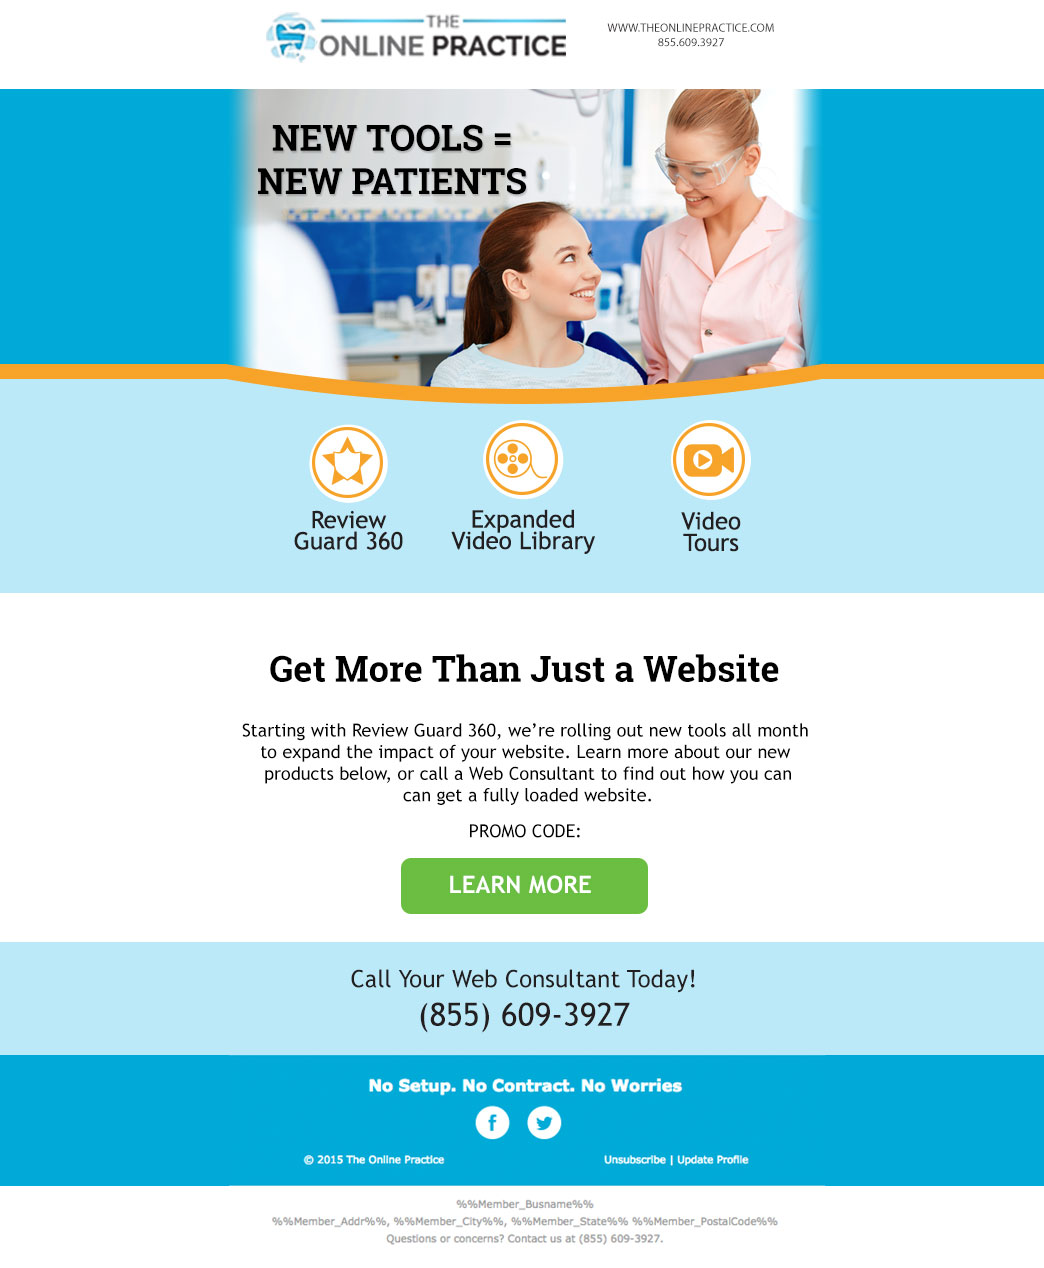 THE
ONLINE PRACTICE
WWW.THEONLINEPRACTICE.COM
855.609.3927
NEW TOOLS =
NEW PATIENTS
Review
Guard 360
Expanded
Video Library
Video
Tours
Get More Than Just a Website
Starting with Review Guard 360, we’re rolling out new tools all month
to expand the impact of your website. Learn more about our new
products below, or call a Web Consultant to find out how you can
can get a fully loaded website.
PROMO CODE:
LEARN MORE
Call Your Web Consultant Today!
(855) 609-3927
No Setup. No Contract. No Worries
© 2015 The Online Practice
Unsubscribe | Update Profile
%%Member_Busname%%
%%Member_Addr%%, %%Member_City%%, %%Member_State%% %%Member_PostalCode%%
Questions or concerns? Contact us at (855) 609-3927.